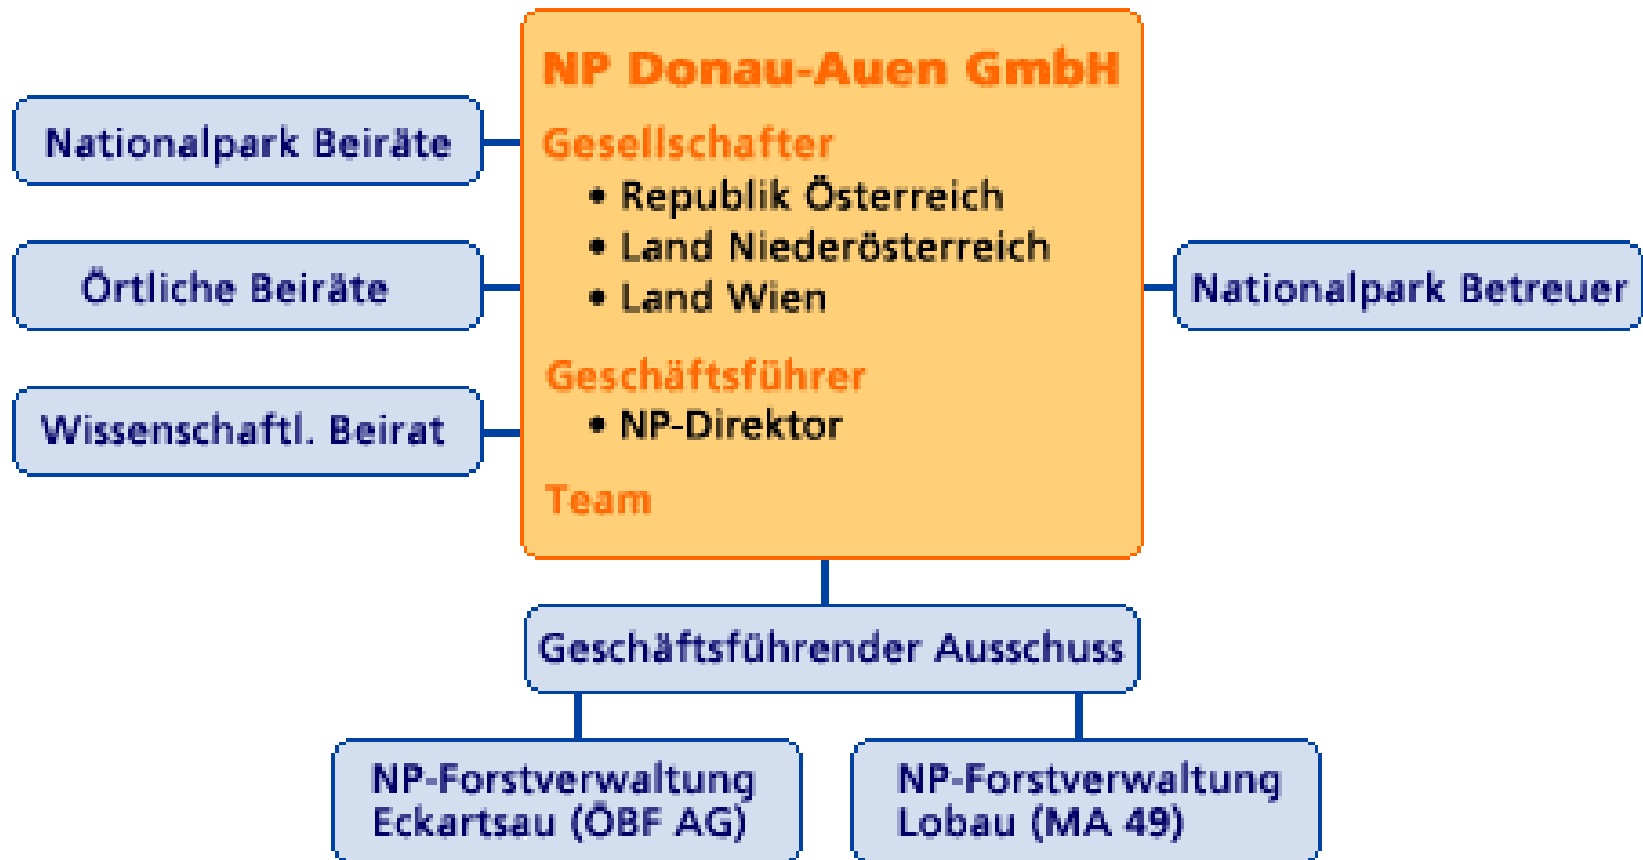 NP Donau-Auen GmbH
Gesellschafter
• Republik Österreich
• Land Niederösterreich
• Land Wien
Geschäftsführer
• NP-Direktor
Team
Nationalpark Beiräte
Örtliche Beiräte
Wissenschaftl. Beirat
Nationalpark Betreuer
Geschäftsführender Ausschuss
NP-Forstverwaltung
Eckartsau (ÖBF AG)
NP-Forstverwaltung
Lobau (MA 49)